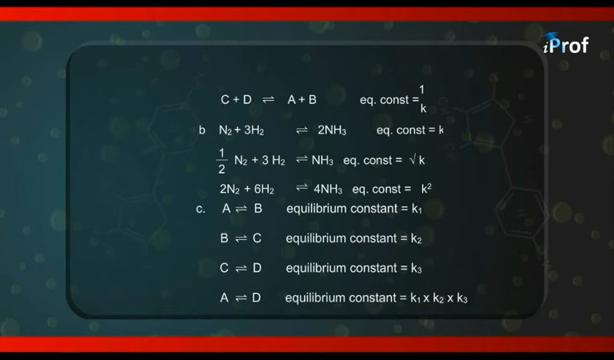 iProf
C + D ⇌ A + B eq. const = 1/k
b N₂ + 3H₂ ⇌ 2NH₃ eq. const = k
1/2 N₂ + 3 H₂ ⇌ NH₃ eq. const = √k
2N₂ + 6H₂ ⇌ 4NH₃ eq. const = k²
c. A ⇌ B equilibrium constant = k₁
B ⇌ C equilibrium constant = k₂
C ⇌ D equilibrium constant = k₃
A ⇌ D equilibrium constant = k₁ x k₂ x k₃